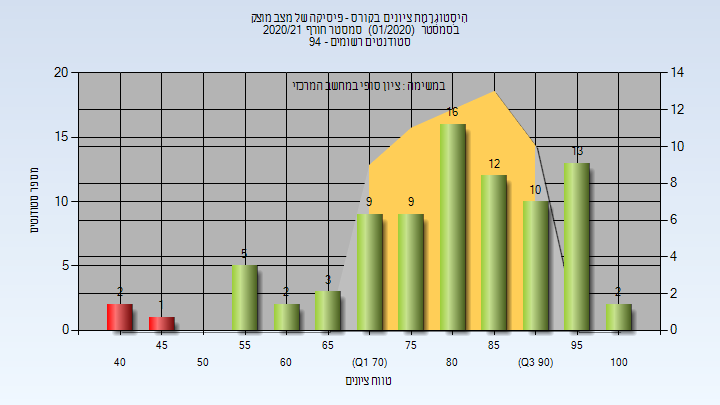 היסטוגרמת ציונים בקורס - פיסיקה של מצב מוצק
בסמסטר (01/2020) סמסטר חורף 2020/21
סטודנטים רשומים - 94
במשימה : ציון סופי במחשב המרכזי
20 15 10 5 0
מספר סטודנטים
14 12 10 8 6 4 2 0
2 1 5 2 3 9 9 16 12 10 13 2
45 55 65 75 85 95
40 50 60 (Q1 70) 80 (Q3 90) 100
טווח ציונים